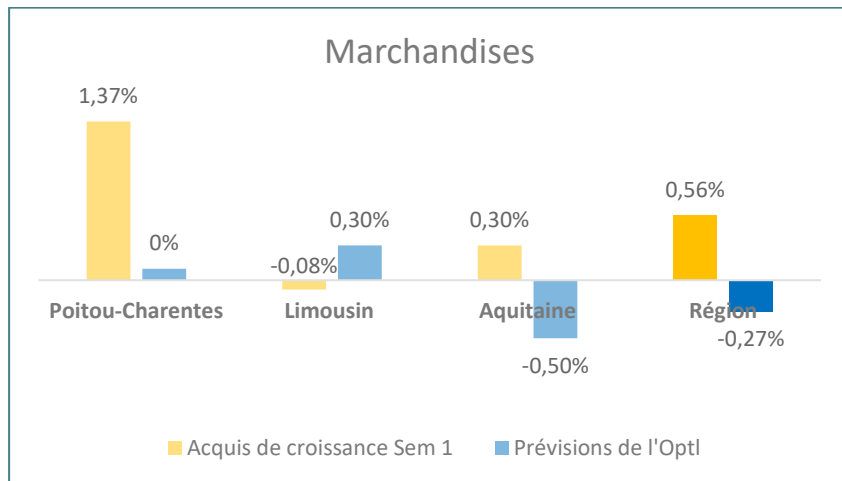 Marchandises
1,37%
0%
-0,08%
0,30%
0,30%
-0,50%
0,56%
-0,27%
Poitou-Charentes
Limousin
Aquitaine
Région
Acquis de croissance Sem 1
Prévisions de l'Optl